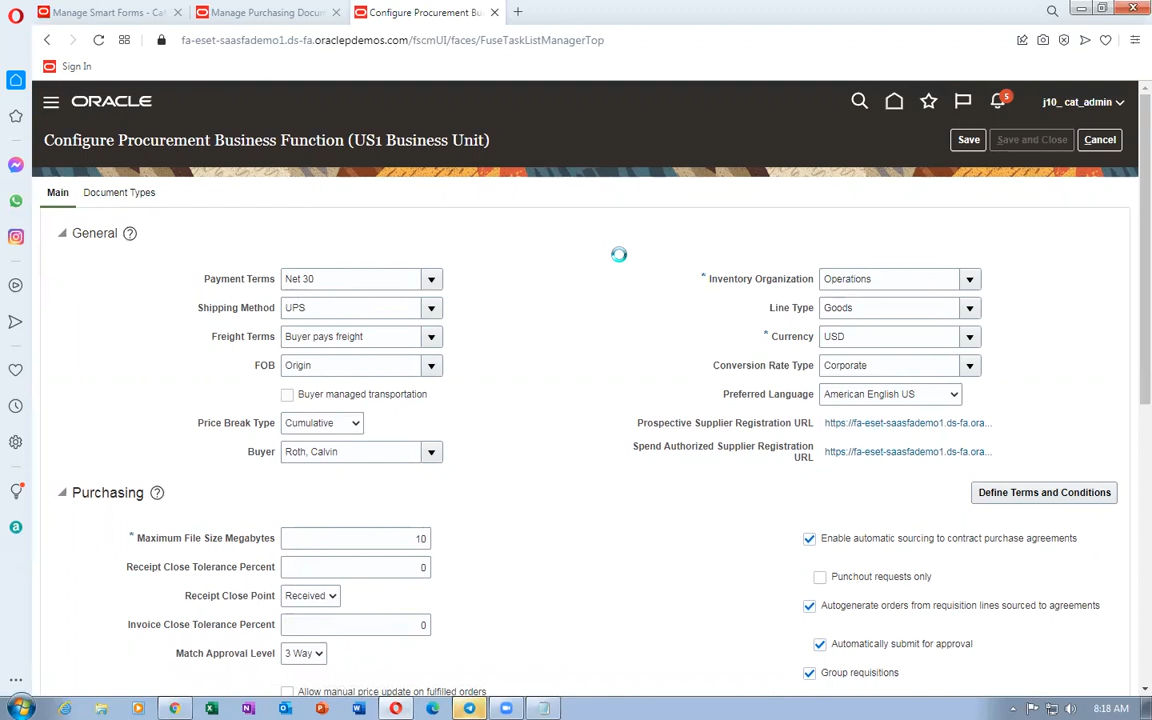 Manage Smart Forms - Cat
Manage Purchasing Docum
Configure Procurement Bu
fa-eset-saasfademo1.ds-fa.oraclepdemos.com/fscmUI/faces/FuseTaskListManagerTop
Sign In
ORACLE
5
j10_ cat_admin
Configure Procurement Business Function (US1 Business Unit)
Save
Save and Close
Cancel
Main
Document Types
General
Payment Terms Net 30
Inventory Organization Operations
Shipping Method UPS
Line Type Goods
Freight Terms Buyer pays freight
* Currency USD
FOB Origin
Conversion Rate Type Corporate
Buyer managed transportation
Preferred Language American English US
Price Break Type Cumulative
Prospective Supplier Registration URL https://fa-eset-saasfademo1.ds-fa.ora...
Buyer Roth, Calvin
Spend Authorized Supplier Registration URL https://fa-eset-saasfademo1.ds-fa.ora...
Purchasing
Define Terms and Conditions
* Maximum File Size Megabytes 10
Enable automatic sourcing to contract purchase agreements
Receipt Close Tolerance Percent 0
Punchout requests only
Receipt Close Point Received
Autogenerate orders from requisition lines sourced to agreements
Invoice Close Tolerance Percent 0
Automatically submit for approval
Match Approval Level 3 Way
Group requisitions
Allow manual price update on fulfilled orders
8:18 AM